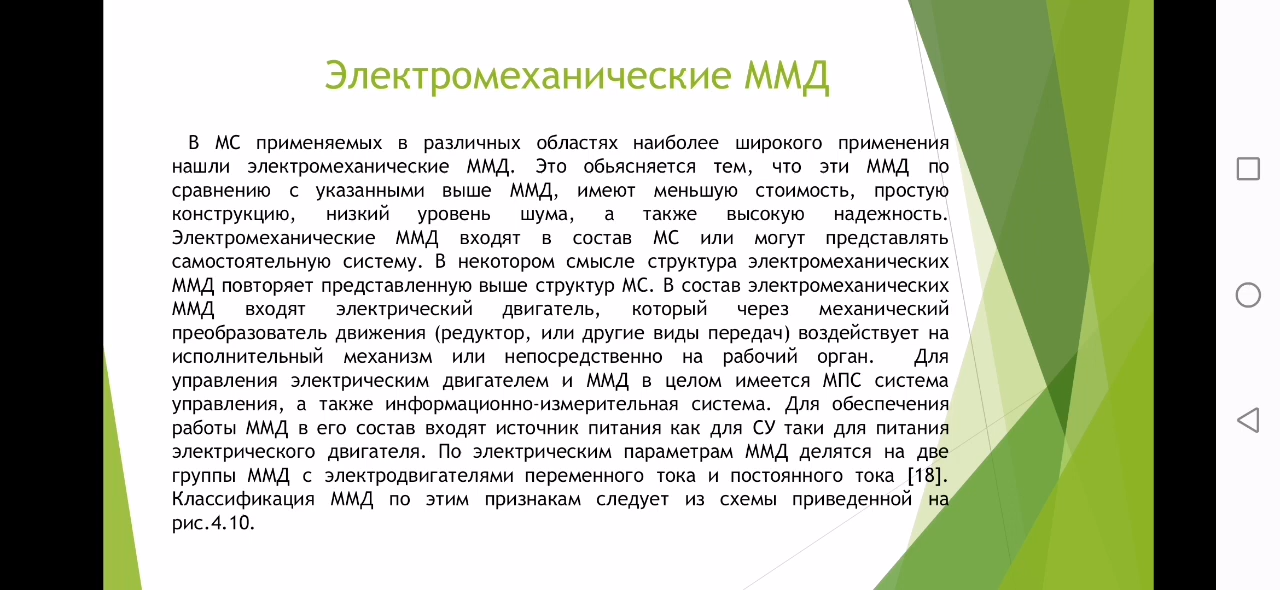 Электромеханические ММД
В МС применяемых в различных областях наиболее широкого применения
нашли электромеханические ММД. Это обьясняется тем, что эти ММД по
сравнению с указанными выше ММД, имеют меньшую стоимость, простую
конструкцию, низкий уровень шума, а также высокую надежность.
Электромеханические ММД входят в состав МС или могут представлять
самостоятельную систему. В некотором смысле структура электромеханических
ММД повторяет представленную выше структур МС. В состав электромеханических
ММД входят электрический двигатель, который через механический
преобразователь движения (редуктор, или другие виды передач) воздействует на
исполнительный механизм или непосредственно на рабочий орган. Для
управления электрическим двигателем и ММД в целом имеется МПС система
управления, а также информационно-измерительная система. Для обеспечения
работы ММД в его состав входят источник питания как для СУ таки для питания
электрического двигателя. По электрическим параметрам ММД делятся на две
группы ММД с электродвигателями переменного тока и постоянного тока [18].
Классификация ММД по этим признакам следует из схемы приведенной на
рис.4.10.